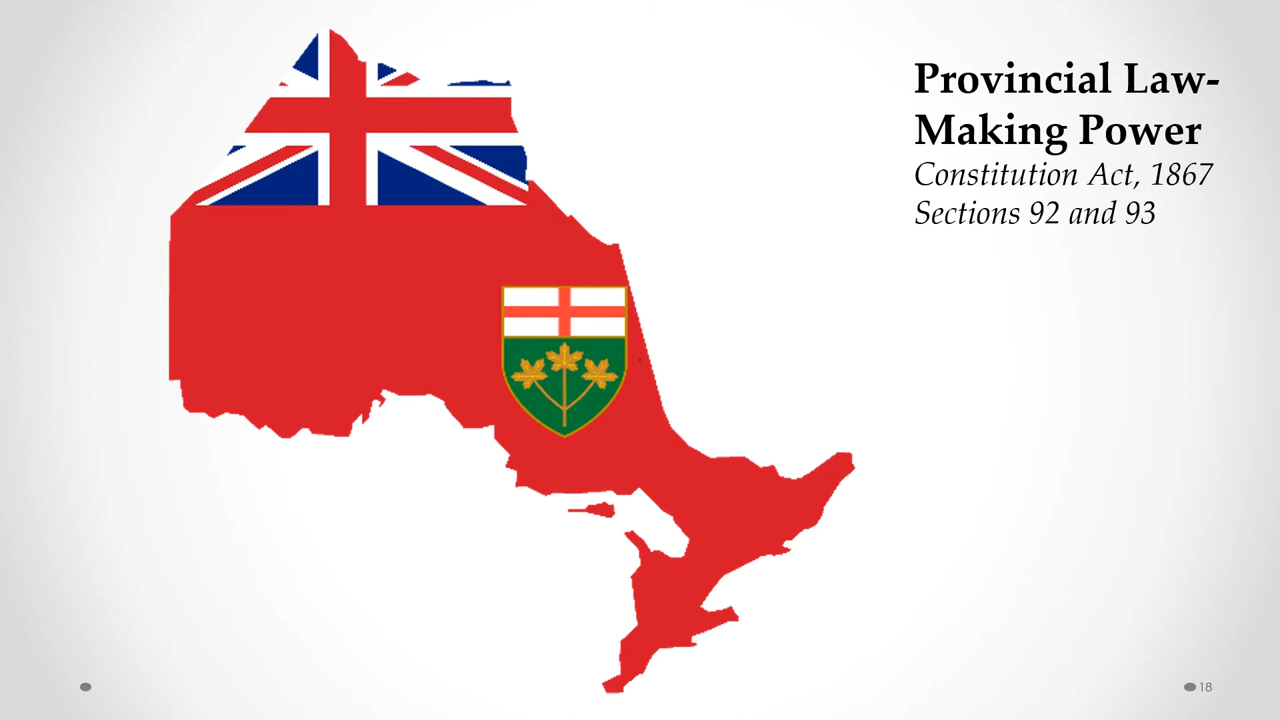 Provincial Law-
Making Power
Constitution Act, 1867
Sections 92 and 93
18